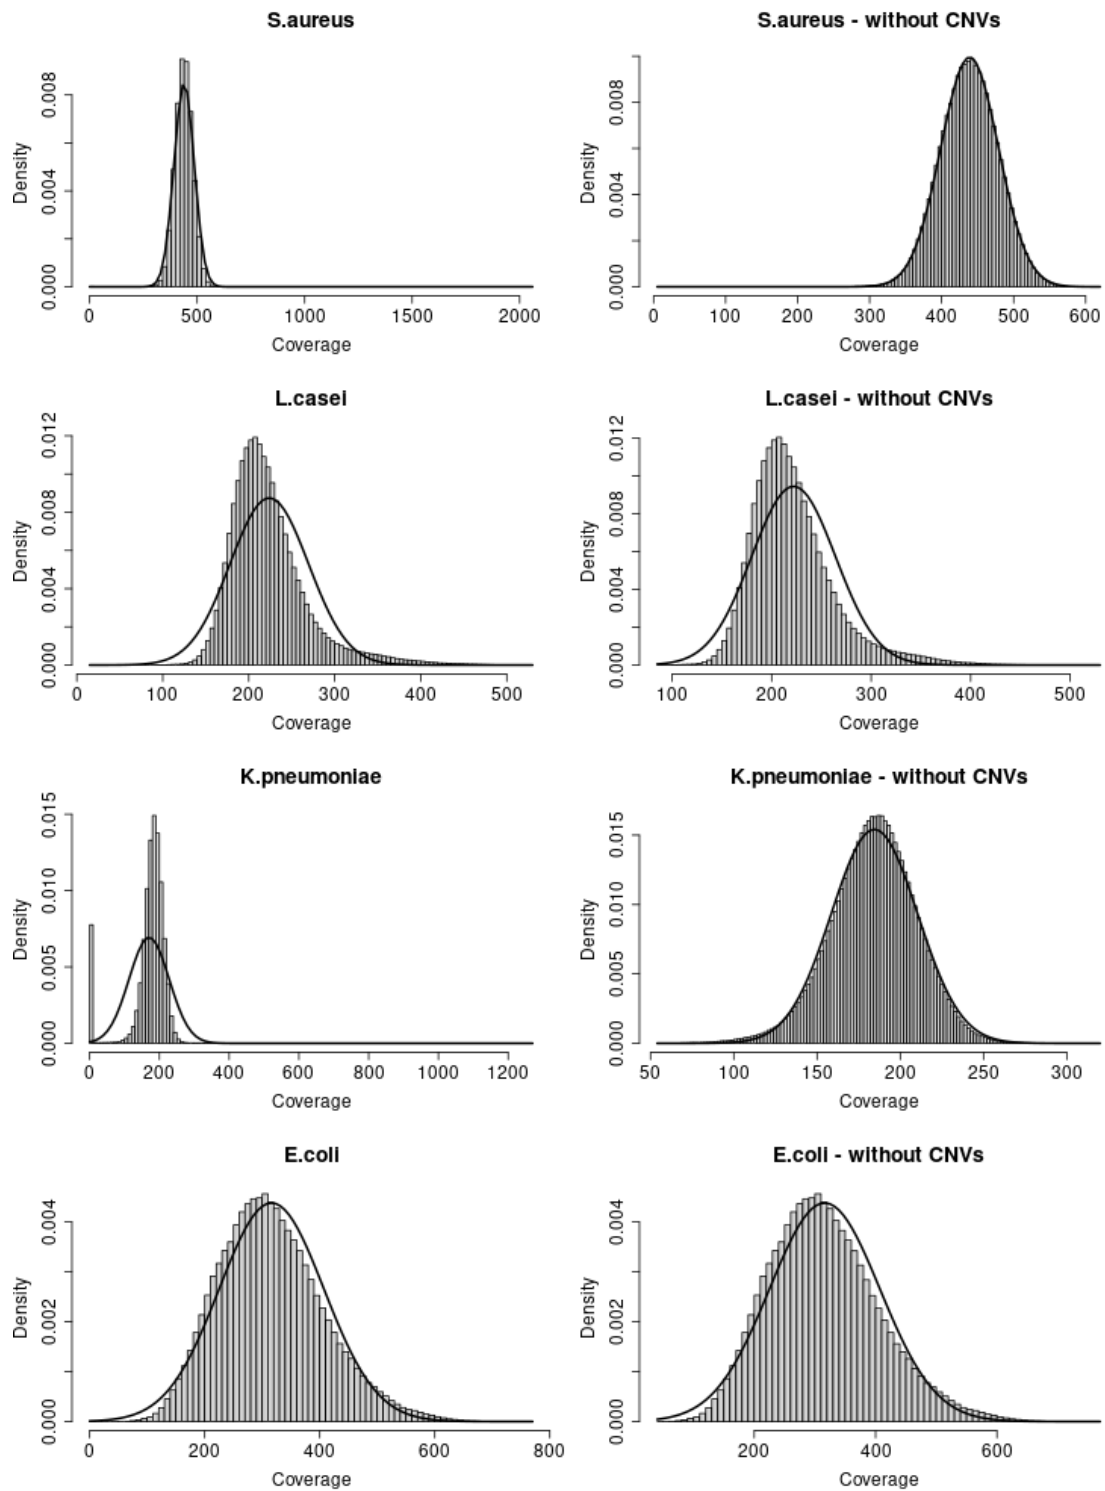 S.aureus
Density
0.000 0.004 0.008
0 500 1000 1500 2000
Coverage
S.aureus - without CNVs
Density
0.000 0.004 0.008
0 100 200 300 400 500 600
Coverage
L.casei
Density
0.000 0.004 0.008 0.012
0 100 200 300 400 500
Coverage
L.casei - without CNVs
Density
0.000 0.004 0.008 0.012
100 200 300 400 500
Coverage
K.pneumoniae
Density
0.000 0.005 0.010 0.015
0 200 400 600 800 1000 1200
Coverage
K.pneumoniae - without CNVs
Density
0.000 0.005 0.010 0.015
50 100 150 200 250 300
Coverage
E.coli
Density
0.000 0.002 0.004
0 200 400 600 800
Coverage
E.coli - without CNVs
Density
0.000 0.002 0.004
200 400 600
Coverage